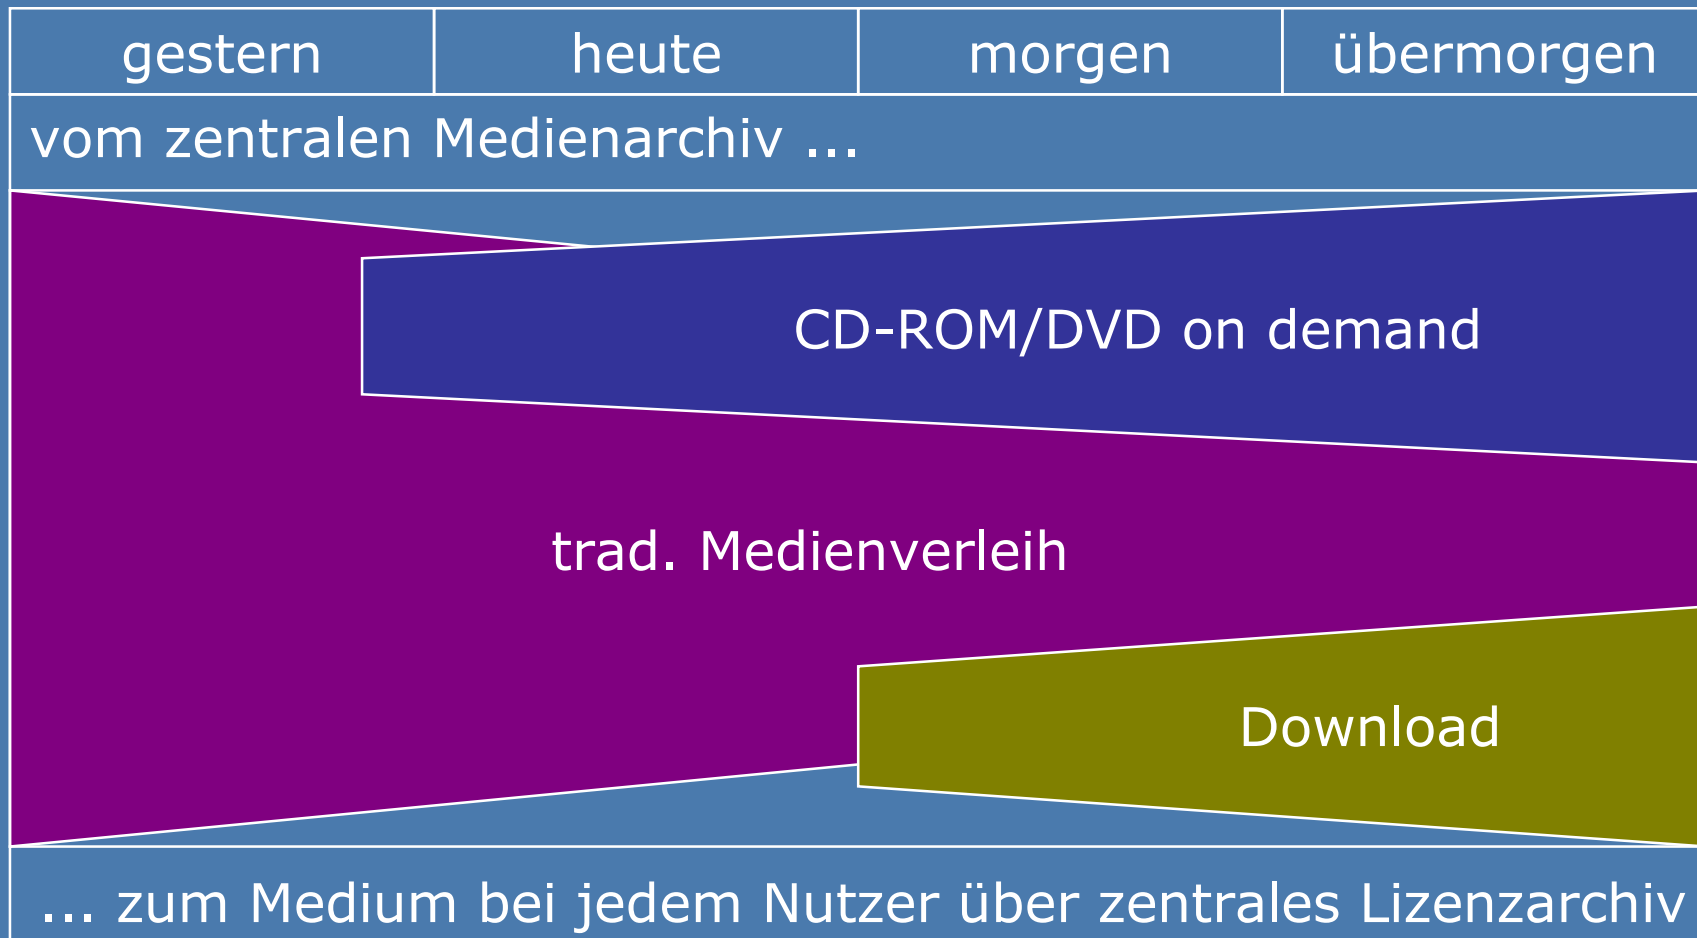 gestern heute morgen übermorgen
vom zentralen Medienarchiv ...
CD-ROM/DVD on demand
trad. Medienverleih
Download
... zum Medium bei jedem Nutzer über zentrales Lizenzarchiv